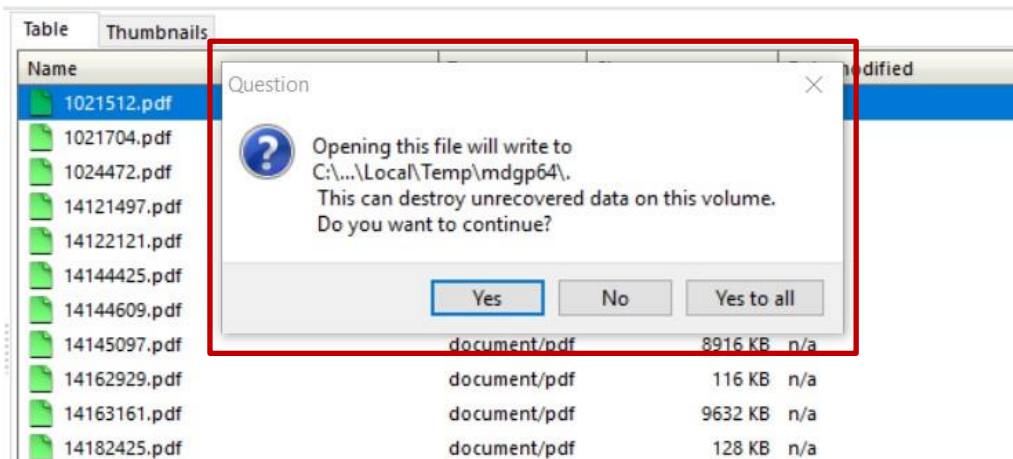 Table Thumbnails
Name modified
Question
1021512.pdf
1021704.pdf
1024472.pdf
Opening this file will write to
C:\...\Local\Temp\mdgp64\.
This can destroy unrecovered data on this volume.
Do you want to continue?
14121497.pdf
14122121.pdf
14144425.pdf
14144609.pdf
Yes No Yes to all
14145097.pdf document/pdf 8916 KB n/a
14162929.pdf document/pdf 116 KB n/a
14163161.pdf document/pdf 9632 KB n/a
14182425.pdf document/pdf 128 KB n/a